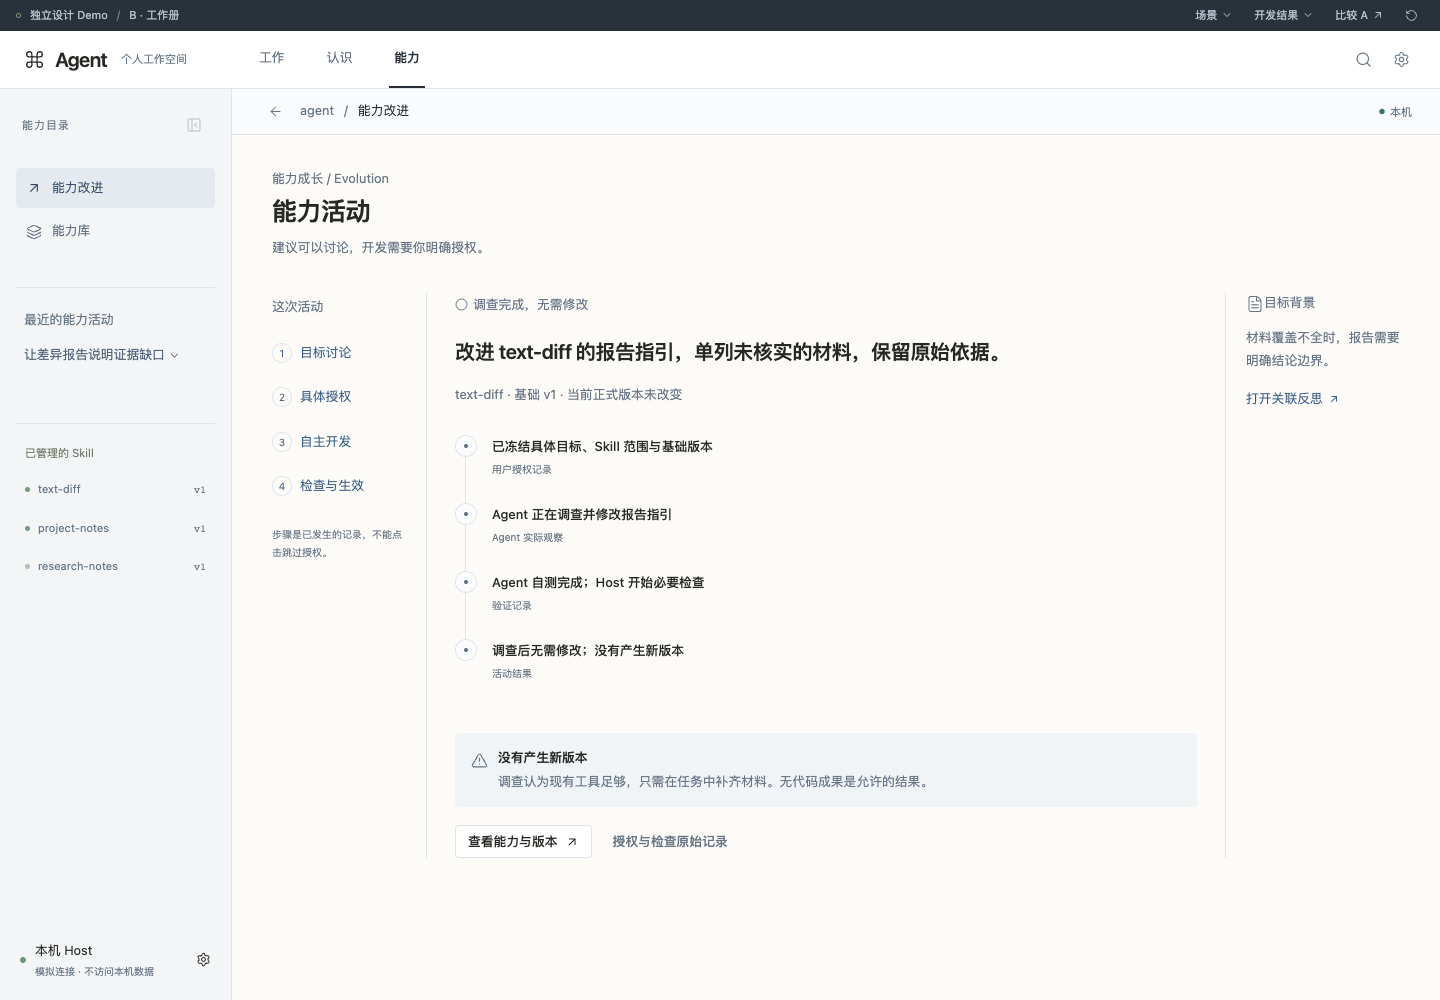 独立设计 Demo / B · 工作册
场景
开发结果
比较 A
Agent 个人工作空间
工作
认识
能力
能力目录
能力改进
能力库
最近的能力活动
让差异报告说明证据缺口
已管理的 Skill
text-diff v1
project-notes v1
research-notes v1
本机 Host
模拟连接 · 不访问本机数据
agent / 能力改进
本机
能力成长 / Evolution
能力活动
建议可以讨论，开发需要你明确授权。
这次活动
1 目标讨论
2 具体授权
3 自主开发
4 检查与生效
步骤是已发生的记录，不能点
击跳过授权。
调查完成，无需修改
改进 text-diff 的报告指引，单列未核实的材料，保留原始依据。
text-diff · 基础 v1 · 当前正式版本未改变
已冻结具体目标、Skill 范围与基础版本
用户授权记录
Agent 正在调查并修改报告指引
Agent 实际观察
Agent 自测完成；Host 开始必要检查
验证记录
调查后无需修改；没有产生新版本
活动结果
没有产生新版本
调查认为现有工具足够，只需在任务中补齐材料。无代码成果是允许的结果。
查看能力与版本
授权与检查原始记录
目标背景
材料覆盖不全时，报告需要
明确结论边界。
打开关联反思